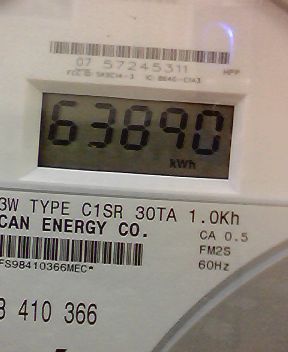 07 57245311
HPP
63890
kWh
3W TYPE C1SR 30TA 1.0Kh
CAN ENERGY CO.
CA 0.5
FM2S
FS98410366MEC*
60Hz
410 366